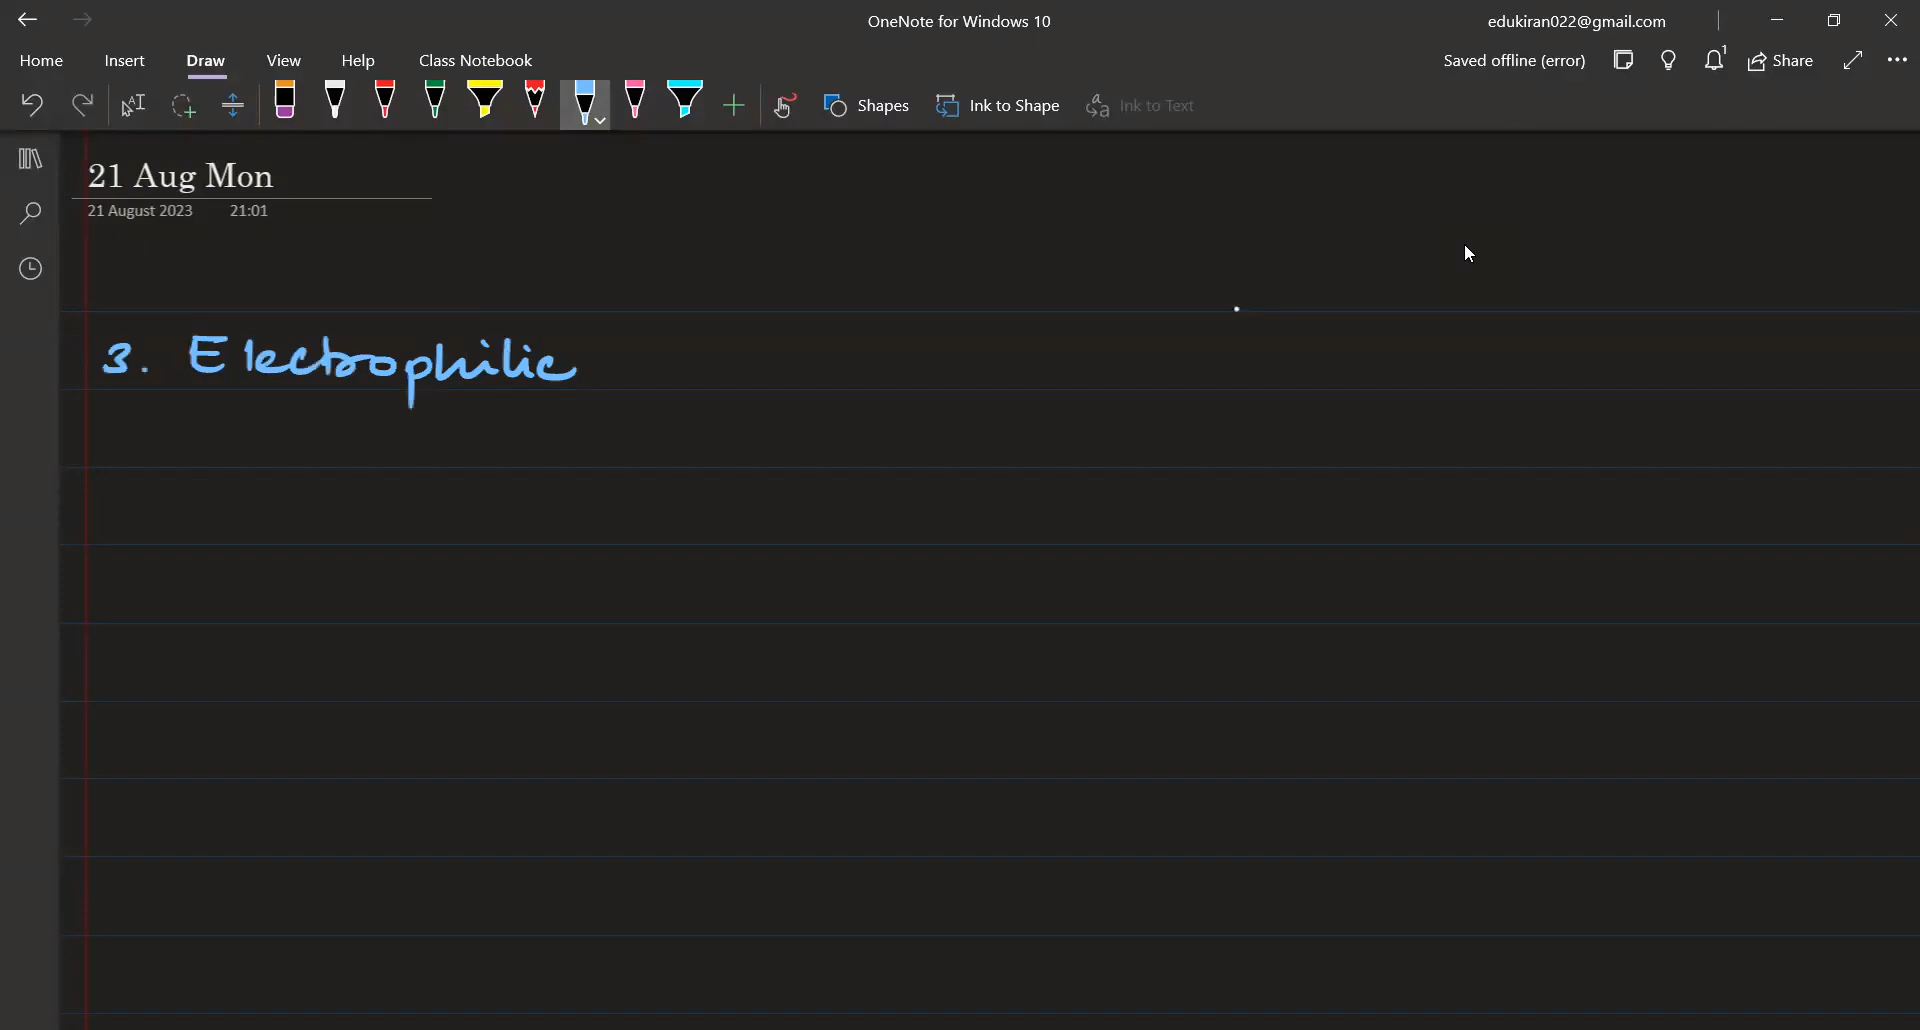 OneNote for Windows 10
edukiran022@gmail.com
Home Insert Draw View Help Class Notebook
Saved offline (error)
1
Share
Shapes
Ink to Shape
Ink to Text
21 Aug Mon
21 August 2023 21:01
3. Electrophilic